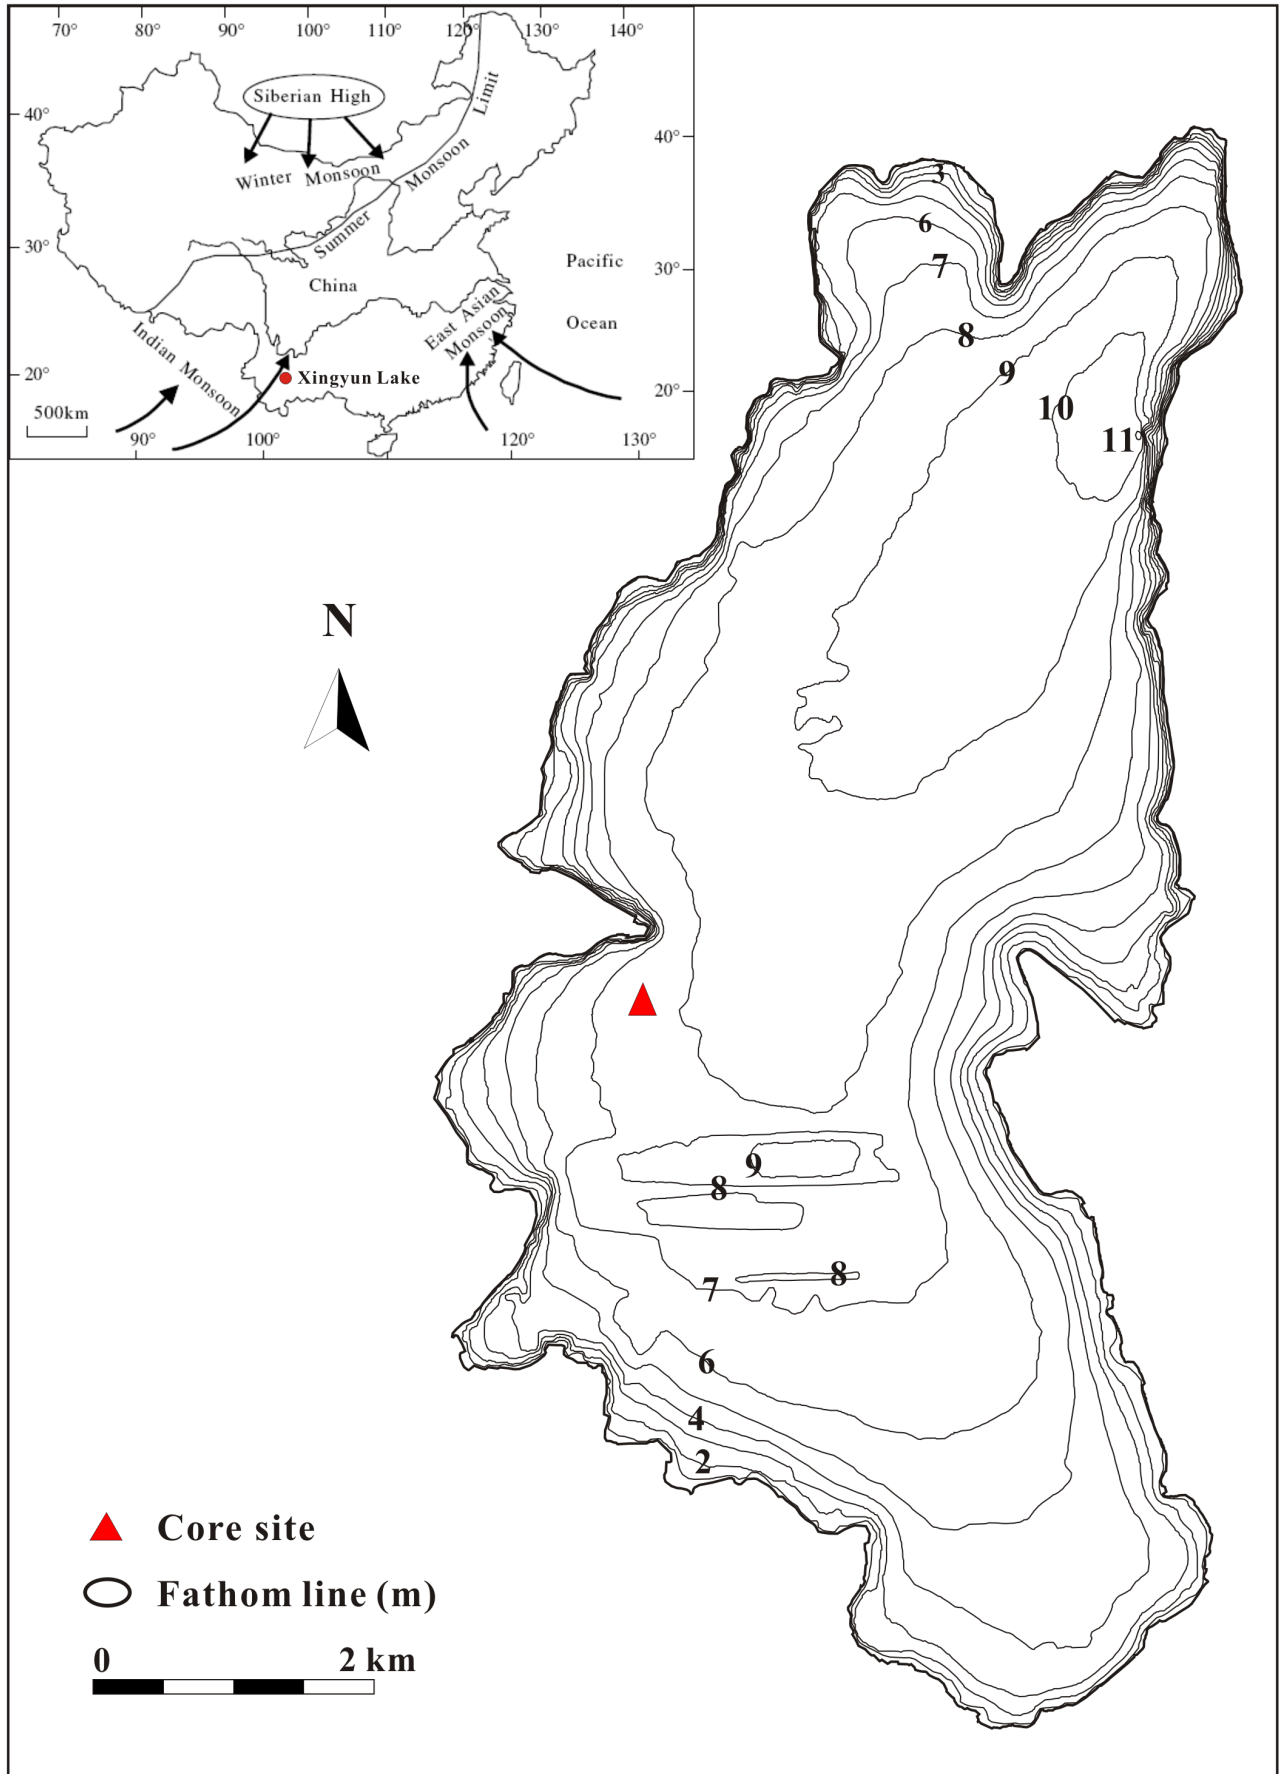 70° 80° 90° 100° 110° 120° 130° 140°
Siberian High
40°
40°
Winter Monsoon
Summer Monsoon Limit
30°
30°
Pacific
Ocean
China
East Asian
Monsoon
Indian Monsoon
20°
20°
Xingyun Lake
500km
90° 100° 120° 130°
3
6
7
8
9
10
11
N
9
8
8
7
6
4
2
Core site
Fathom line (m)
0 2 km